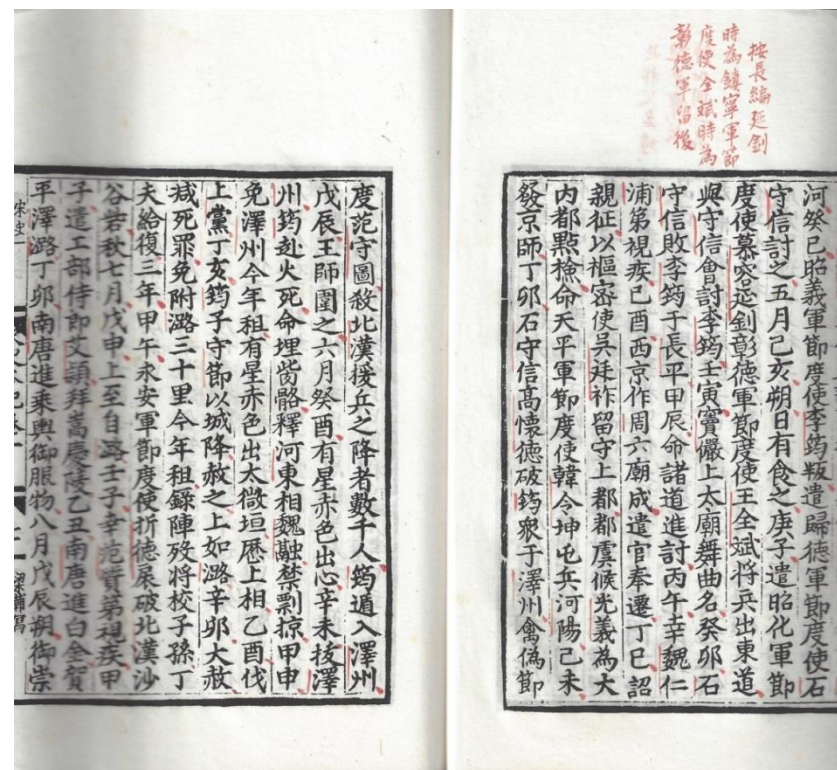 按長編延釗
時為鎮寧軍節
度使全斌時為
彰德軍留後
河癸巳昭義軍節度使李筠叛遣歸德軍節度使石
守信討之五月己亥朔日有食之庚子遣昭化軍節
度使慕容延釗彰德軍節度使王全斌将兵出東道
與守信會討李筠壬寅竇儼上太廟舞曲名癸卯石
守信敗李筠于長平甲辰命諸道進討丙午幸魏仁
浦第視疾己酉西京作周六廟成遣官奉遷丁巳詔
親征以樞宻使吳廷祚留守上都都虞候光義為大
内都㸃檢命天平軍節度使韓令坤屯兵河陽己未
發京師丁卯石守信髙懷德破筠衆于澤州禽偽節
度范守圖殺北漢援兵之降者數千人筠遁入澤州
戊辰王師圍之六月癸酉有星赤色出心辛未拔澤
州筠赴火死命埋胔骼釋河東相魏融禁剽掠甲申
免澤州今年租有星赤色出太微垣歷上相乙酉伐
上黨丁亥筠子守節以城降赦之上如潞辛卯大赦
減死罪免附潞三十里今年租錄陣歿将校子孫丁
夫給復三年甲午永安軍節度使折德扆破北漢沙
谷砦秋七月戊申上至自潞壬子幸范質第視疾甲
子遣工部侍郎艾頴拜嵩慶陵乙丑南唐進白金賀
平澤潞丁卯南唐進乗輿御服物八月戊辰朔御崇
宋史一